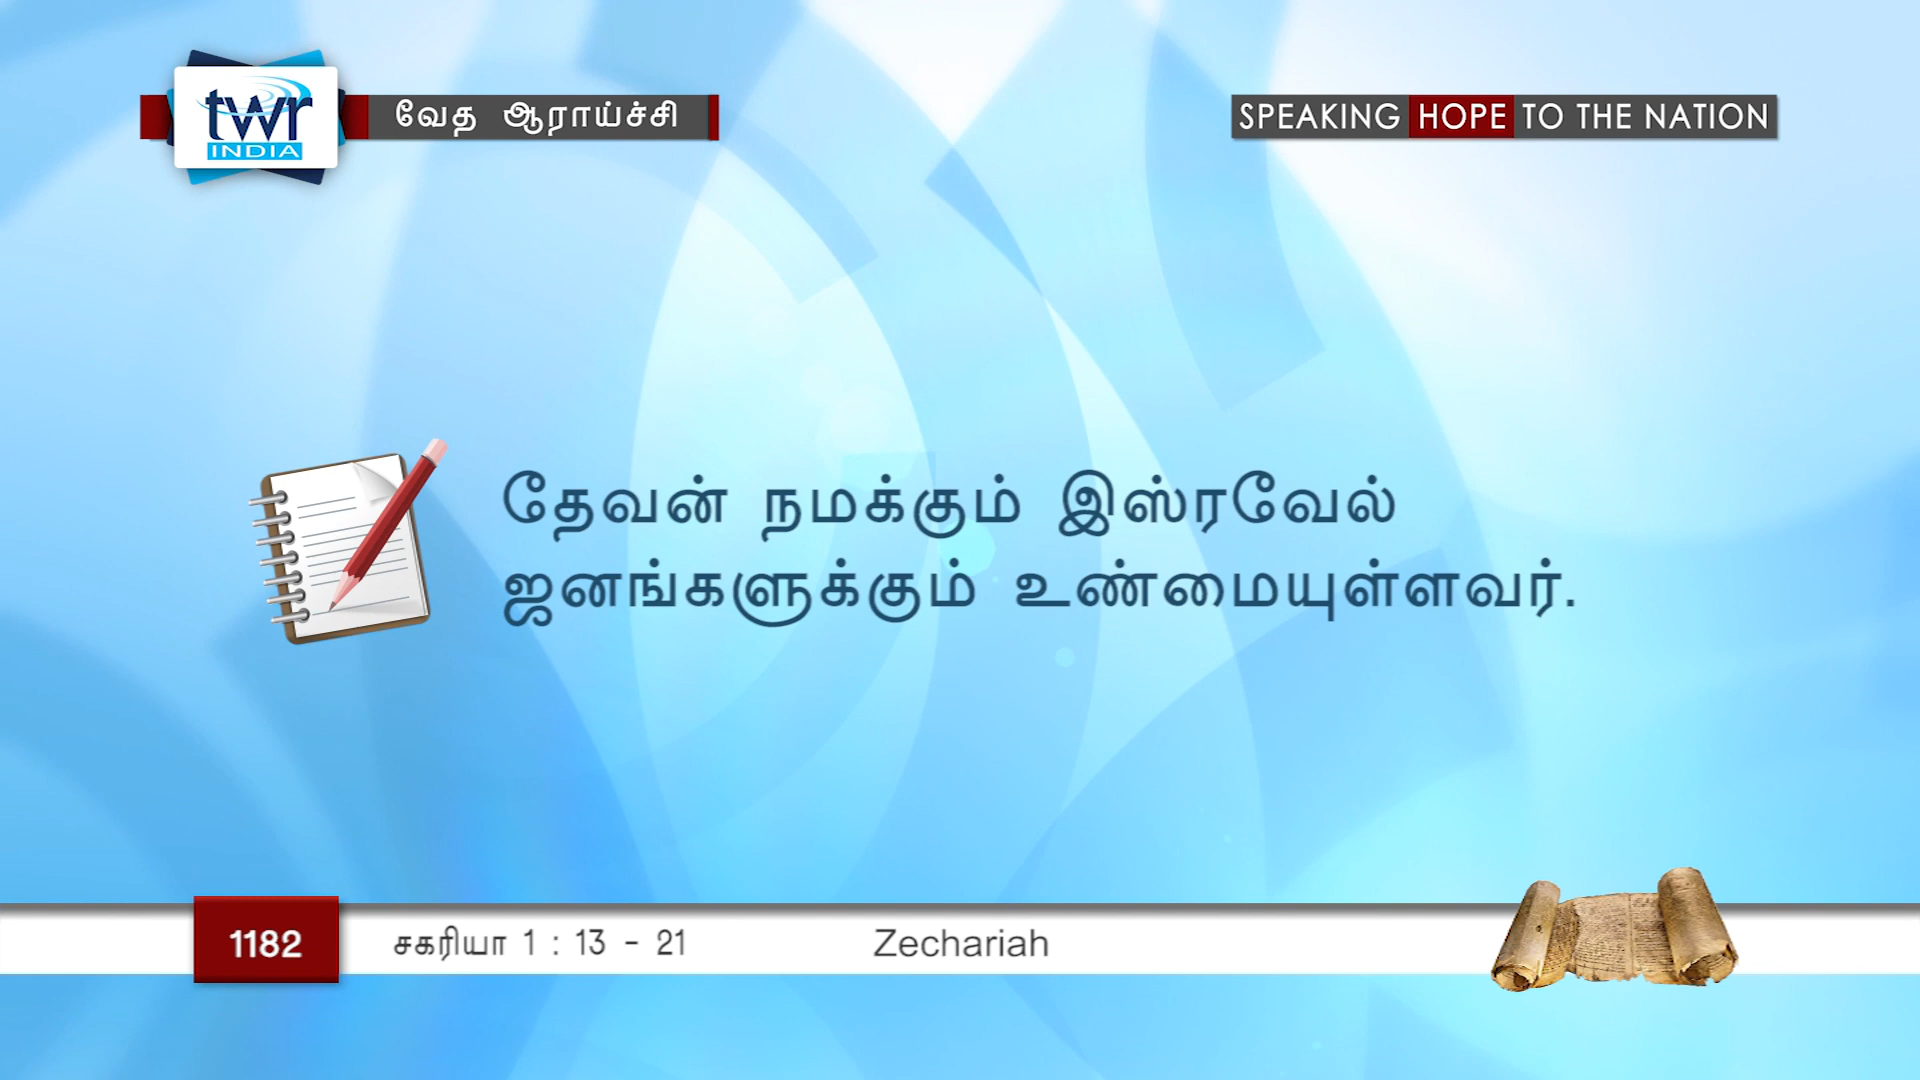 twr
INDIA
வேத ஆராய்ச்சி
SPEAKING HOPE TO THE NATION
தேவன் நமக்கும் இஸ்ரவேல்
ஜனங்களுக்கும் உண்மையுள்ளவர்.
1182
சகரியா 1 : 13 - 21
Zechariah